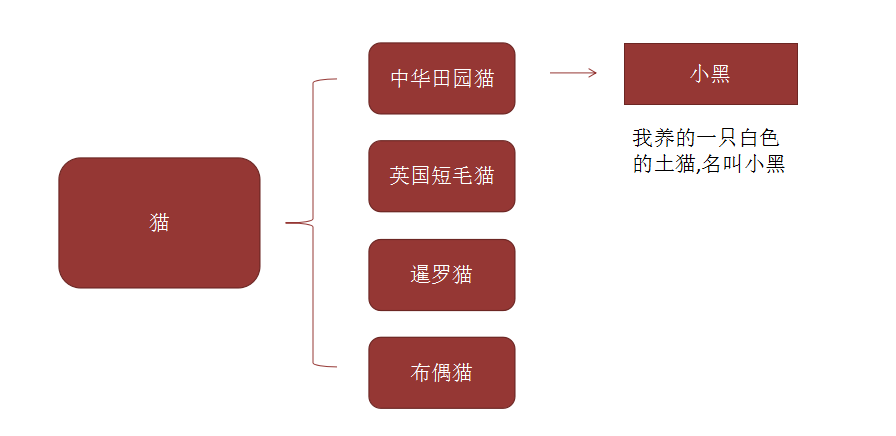 猫
中华田园猫
英国短毛猫
暹罗猫
布偶猫
小黑
我养的一只白色
的土猫,名叫小黑